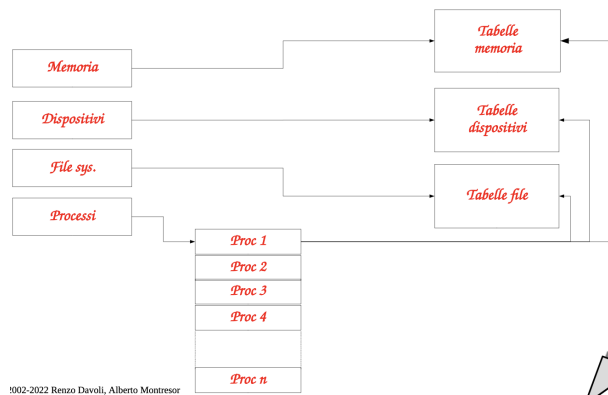 Tabelle
memoria
Memoria
Tabelle
dispositivi
Dispositivi
File sys.
Tabelle file
Processi
Proc 1
Proc 2
Proc 3
Proc 4
Proc n
2002-2022 Renzo Davoli, Alberto Montresor